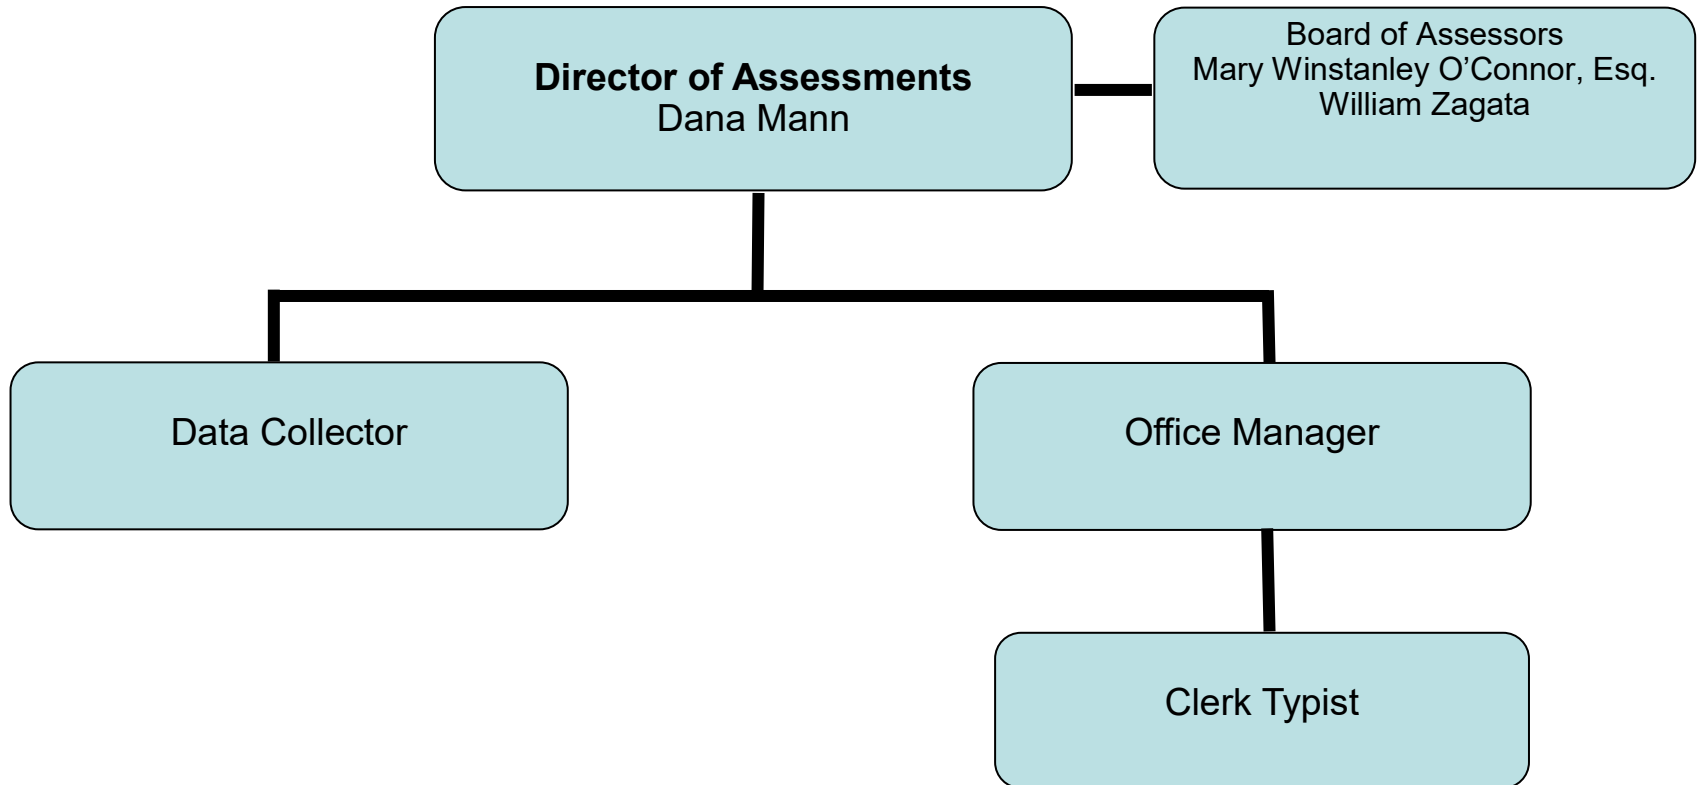 Director of Assessments
Dana Mann
Board of Assessors
Mary Winstanley O’Connor, Esq.
William Zagata
Data Collector
Office Manager
Clerk Typist